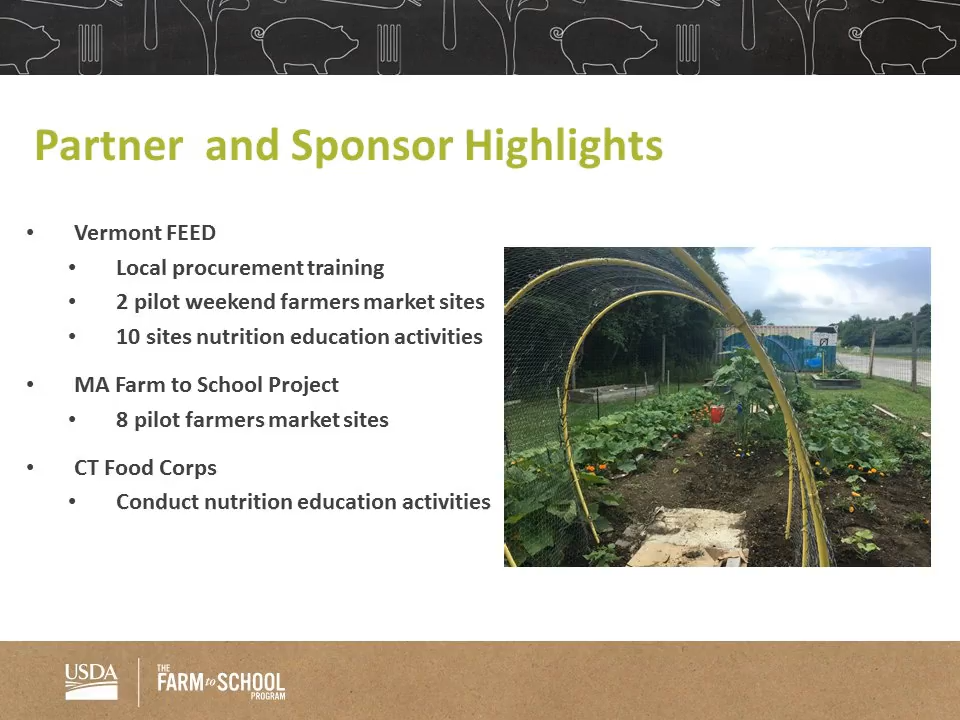 Partner and Sponsor Highlights
• Vermont FEED
• Local procurement training
• 2 pilot weekend farmers market sites
• 10 sites nutrition education activities
• MA Farm to School Project
• 8 pilot farmers market sites
• CT Food Corps
• Conduct nutrition education activities
USDA
THE
FARM to SCHOOL
PROGRAM